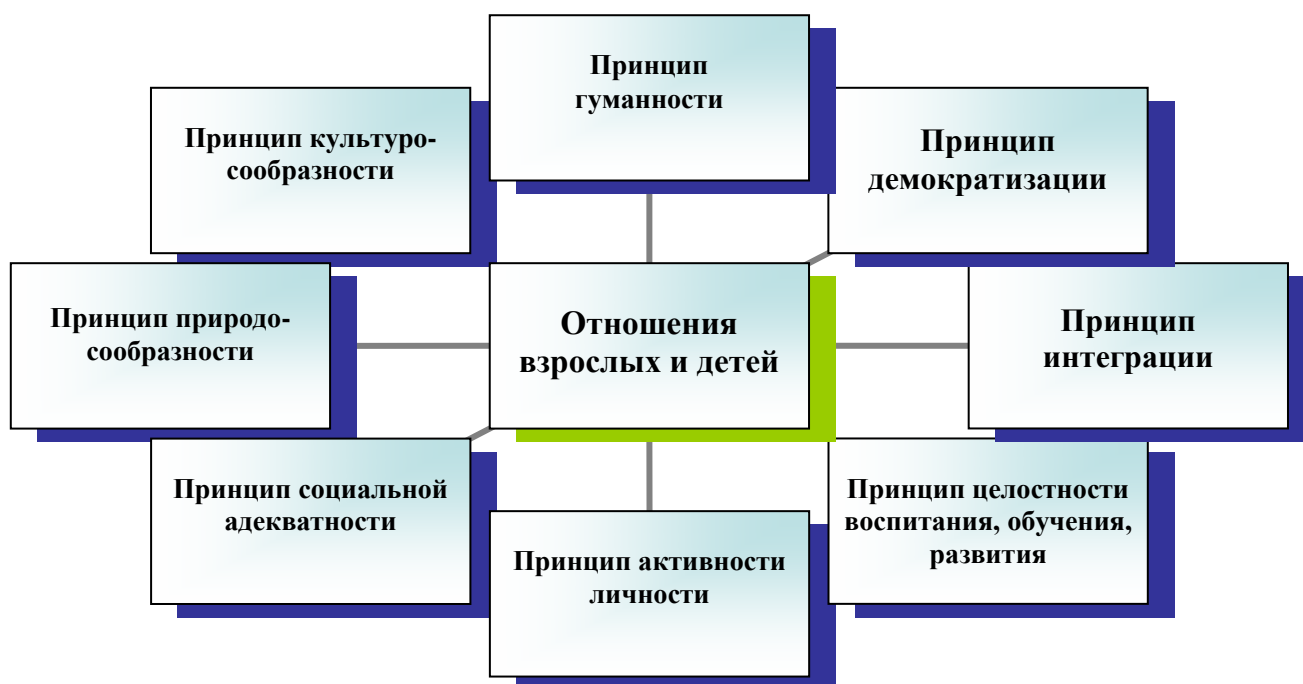 Принцип
гуманности
Принцип культуро-
сообразности
Принцип
демократизации
Принцип природо-
сообразности
Отношения
взрослых и детей
Принцип
интеграции
Принцип социальной
адекватности
Принцип целостности
воспитания, обучения,
развития
Принцип активности
личности